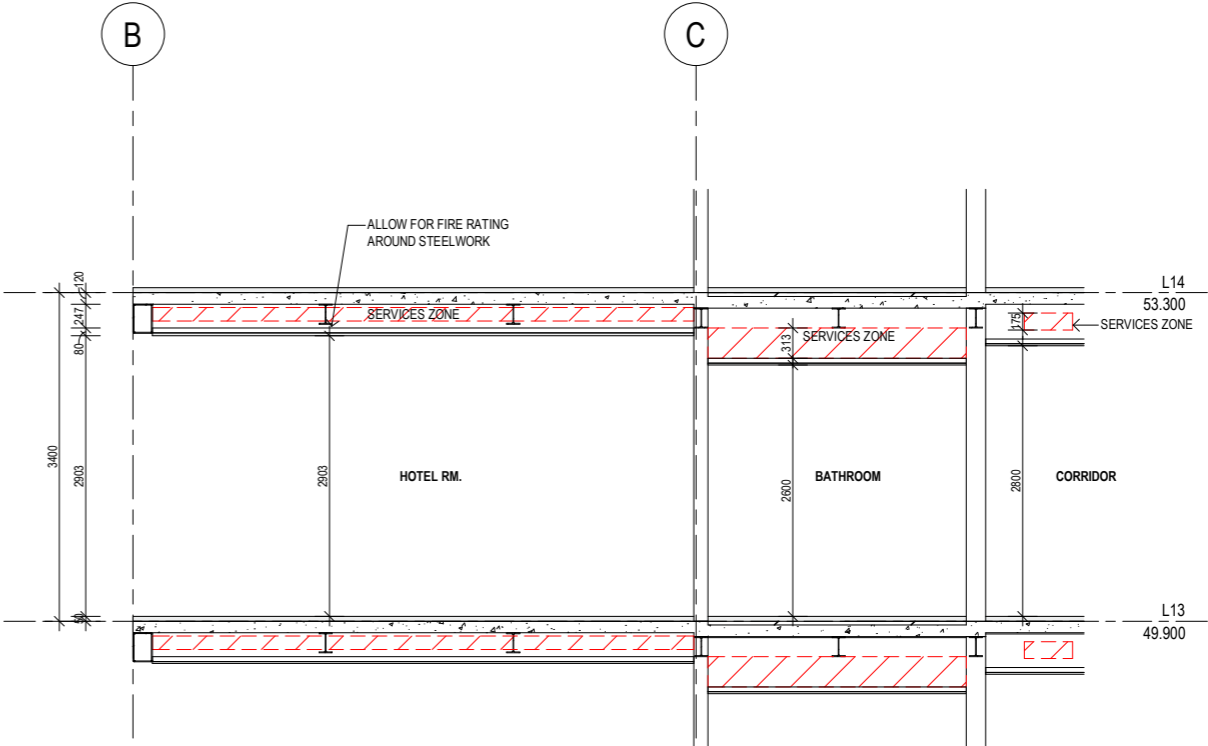 B
C
ALLOW FOR FIRE RATING
AROUND STEELWORK
120
247
80
3400
2903
50
2903
SERVICES ZONE
HOTEL RM.
313
SERVICES ZONE
2600
BATHROOM
175
2800
CORRIDOR
L14
53.300
SERVICES ZONE
L13
49.900